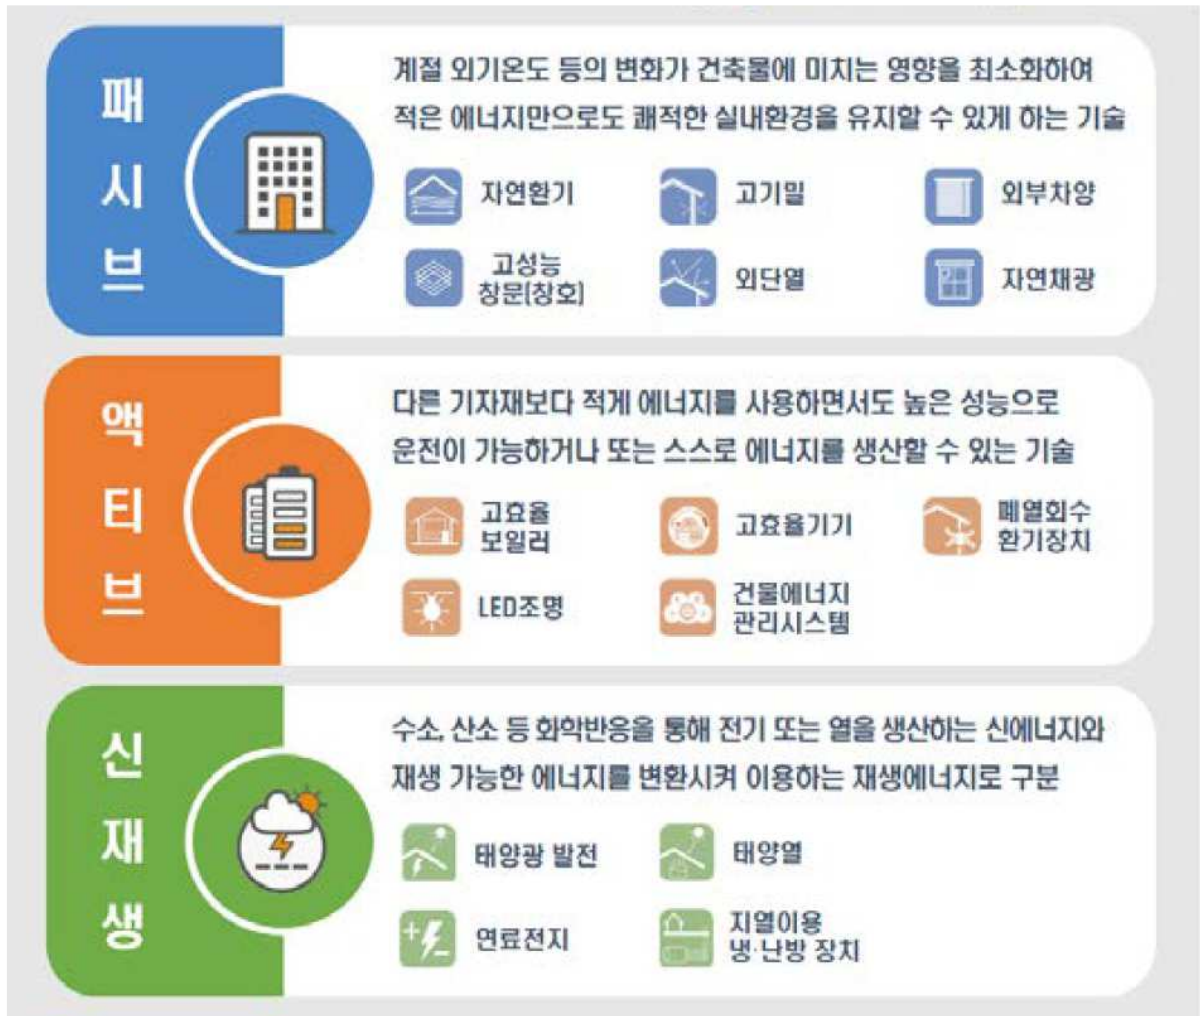 패시브
계절 외기온도 등의 변화가 건축물에 미치는 영향을 최소화하여
적은 에너지만으로도 쾌적한 실내환경을 유지할 수 있게 하는 기술
자연환기
고기밀
외부차양
고성능
창문(창호)
외단열
자연채광
액티브
다른 기자재보다 적게 에너지를 사용하면서도 높은 성능으로
운전이 가능하거나 또는 스스로 에너지를 생산할 수 있는 기술
고효율
보일러
고효율기기
폐열회수
환기장치
LED조명
건물에너지
관리시스템
신재생
수소, 산소 등 화학반응을 통해 전기 또는 열을 생산하는 신에너지와
재생 가능한 에너지를 변환시켜 이용하는 재생에너지로 구분
태양광 발전
태양열
연료전지
지열이용
냉·난방 장치